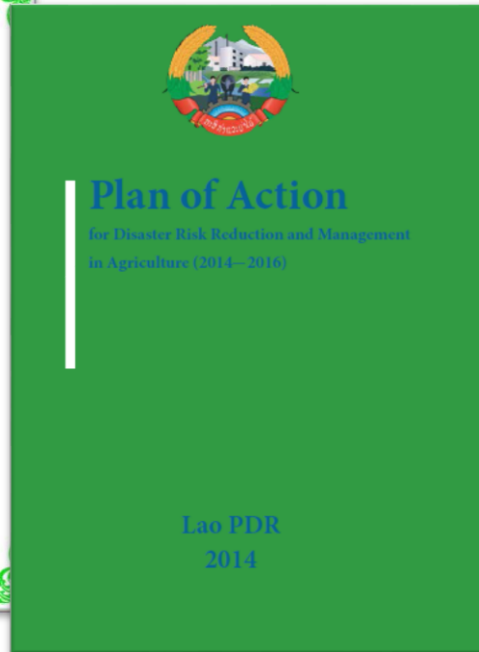 Plan of Action
for Disaster Risk Reduction and Management
in Agriculture (2014—2016)
Lao PDR
2014